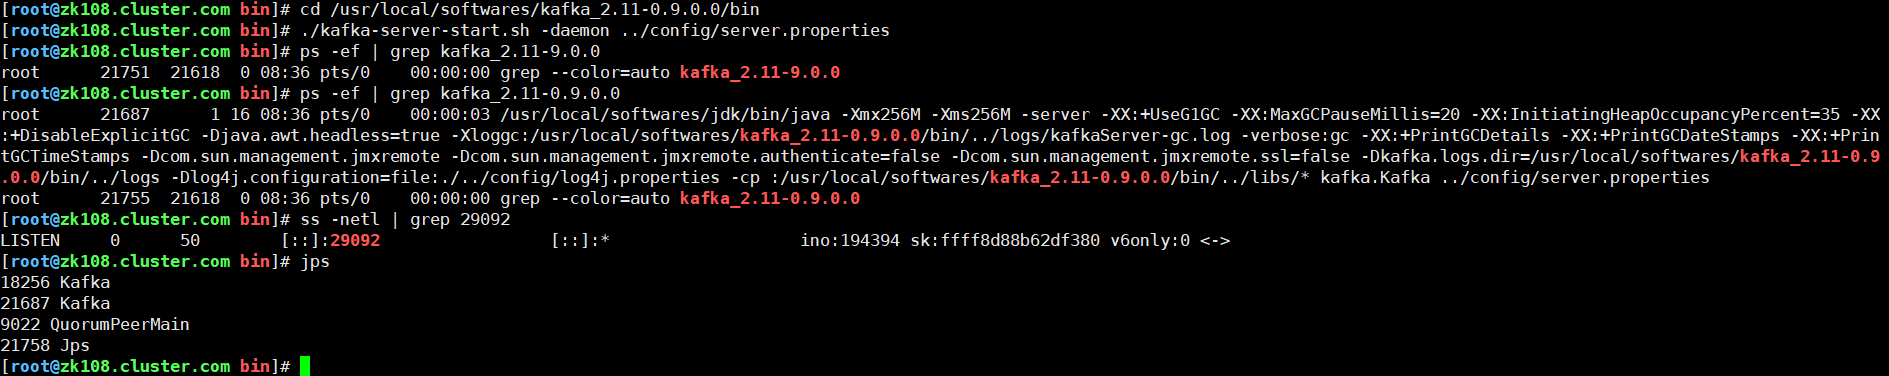 [root@zk108.cluster.com bin]# cd /usr/local/softwares/kafka_2.11-0.9.0.0/bin
[root@zk108.cluster.com bin]# ./kafka-server-start.sh -daemon ../config/server.properties
[root@zk108.cluster.com bin]# ps -ef | grep kafka_2.11-9.0.0
root      21751  21618  0 08:36 pts/0    00:00:00 grep --color=auto kafka_2.11-9.0.0
[root@zk108.cluster.com bin]# ps -ef | grep kafka_2.11-0.9.0.0
root      21687      1 16 08:36 pts/0    00:00:03 /usr/local/softwares/jdk/bin/java -Xmx256M -Xms256M -server -XX:+UseG1GC -XX:MaxGCPauseMillis=20 -XX:InitiatingHeapOccupancyPercent=35 -XX
:+DisableExplicitGC -Djava.awt.headless=true -Xloggc:/usr/local/softwares/kafka_2.11-0.9.0.0/bin/../logs/kafkaServer-gc.log -verbose:gc -XX:+PrintGCDetails -XX:+PrintGCDateStamps -XX:+Prin
tGCTimeStamps -Dcom.sun.management.jmxremote -Dcom.sun.management.jmxremote.authenticate=false -Dcom.sun.management.jmxremote.ssl=false -Dkafka.logs.dir=/usr/local/softwares/kafka_2.11-0.9
.0.0/bin/../logs -Dlog4j.configuration=file:./../config/log4j.properties -cp :/usr/local/softwares/kafka_2.11-0.9.0.0/bin/../libs/* kafka.Kafka ../config/server.properties
root      21755  21618  0 08:36 pts/0    00:00:00 grep --color=auto kafka_2.11-0.9.0.0
[root@zk108.cluster.com bin]# ss -netl | grep 29092
LISTEN     0      50        [::]:29092                 [::]:*                   ino:194394 sk:ffff8d88b62df380 v6only:0 <->
[root@zk108.cluster.com bin]# jps
18256 Kafka
21687 Kafka
9022 QuorumPeerMain
21758 Jps
[root@zk108.cluster.com bin]#